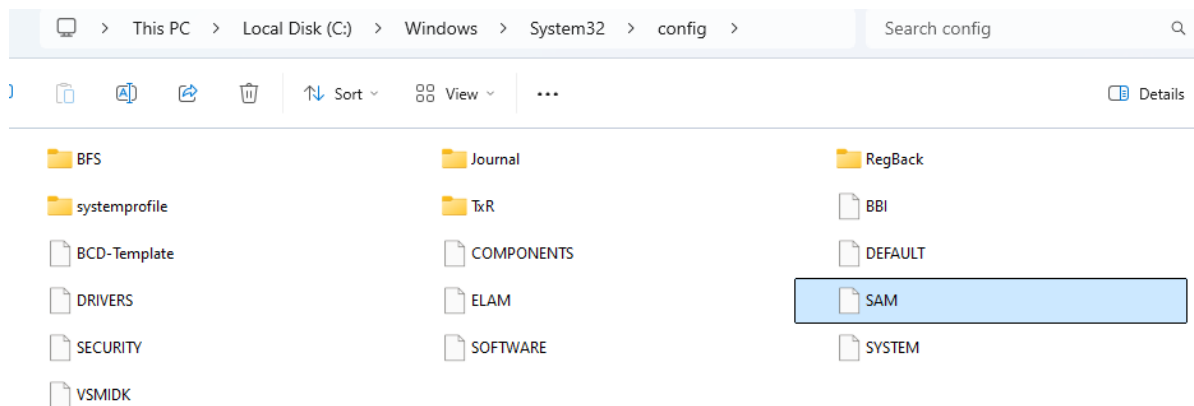 > This PC > Local Disk (C:) > Windows > System32 > config > Search config
Sort View ... Details
BFS Journal RegBack
systemprofile TxR BBI
BCD-Template COMPONENTS DEFAULT
DRIVERS ELAM SAM
SECURITY SOFTWARE SYSTEM
VSMIDK